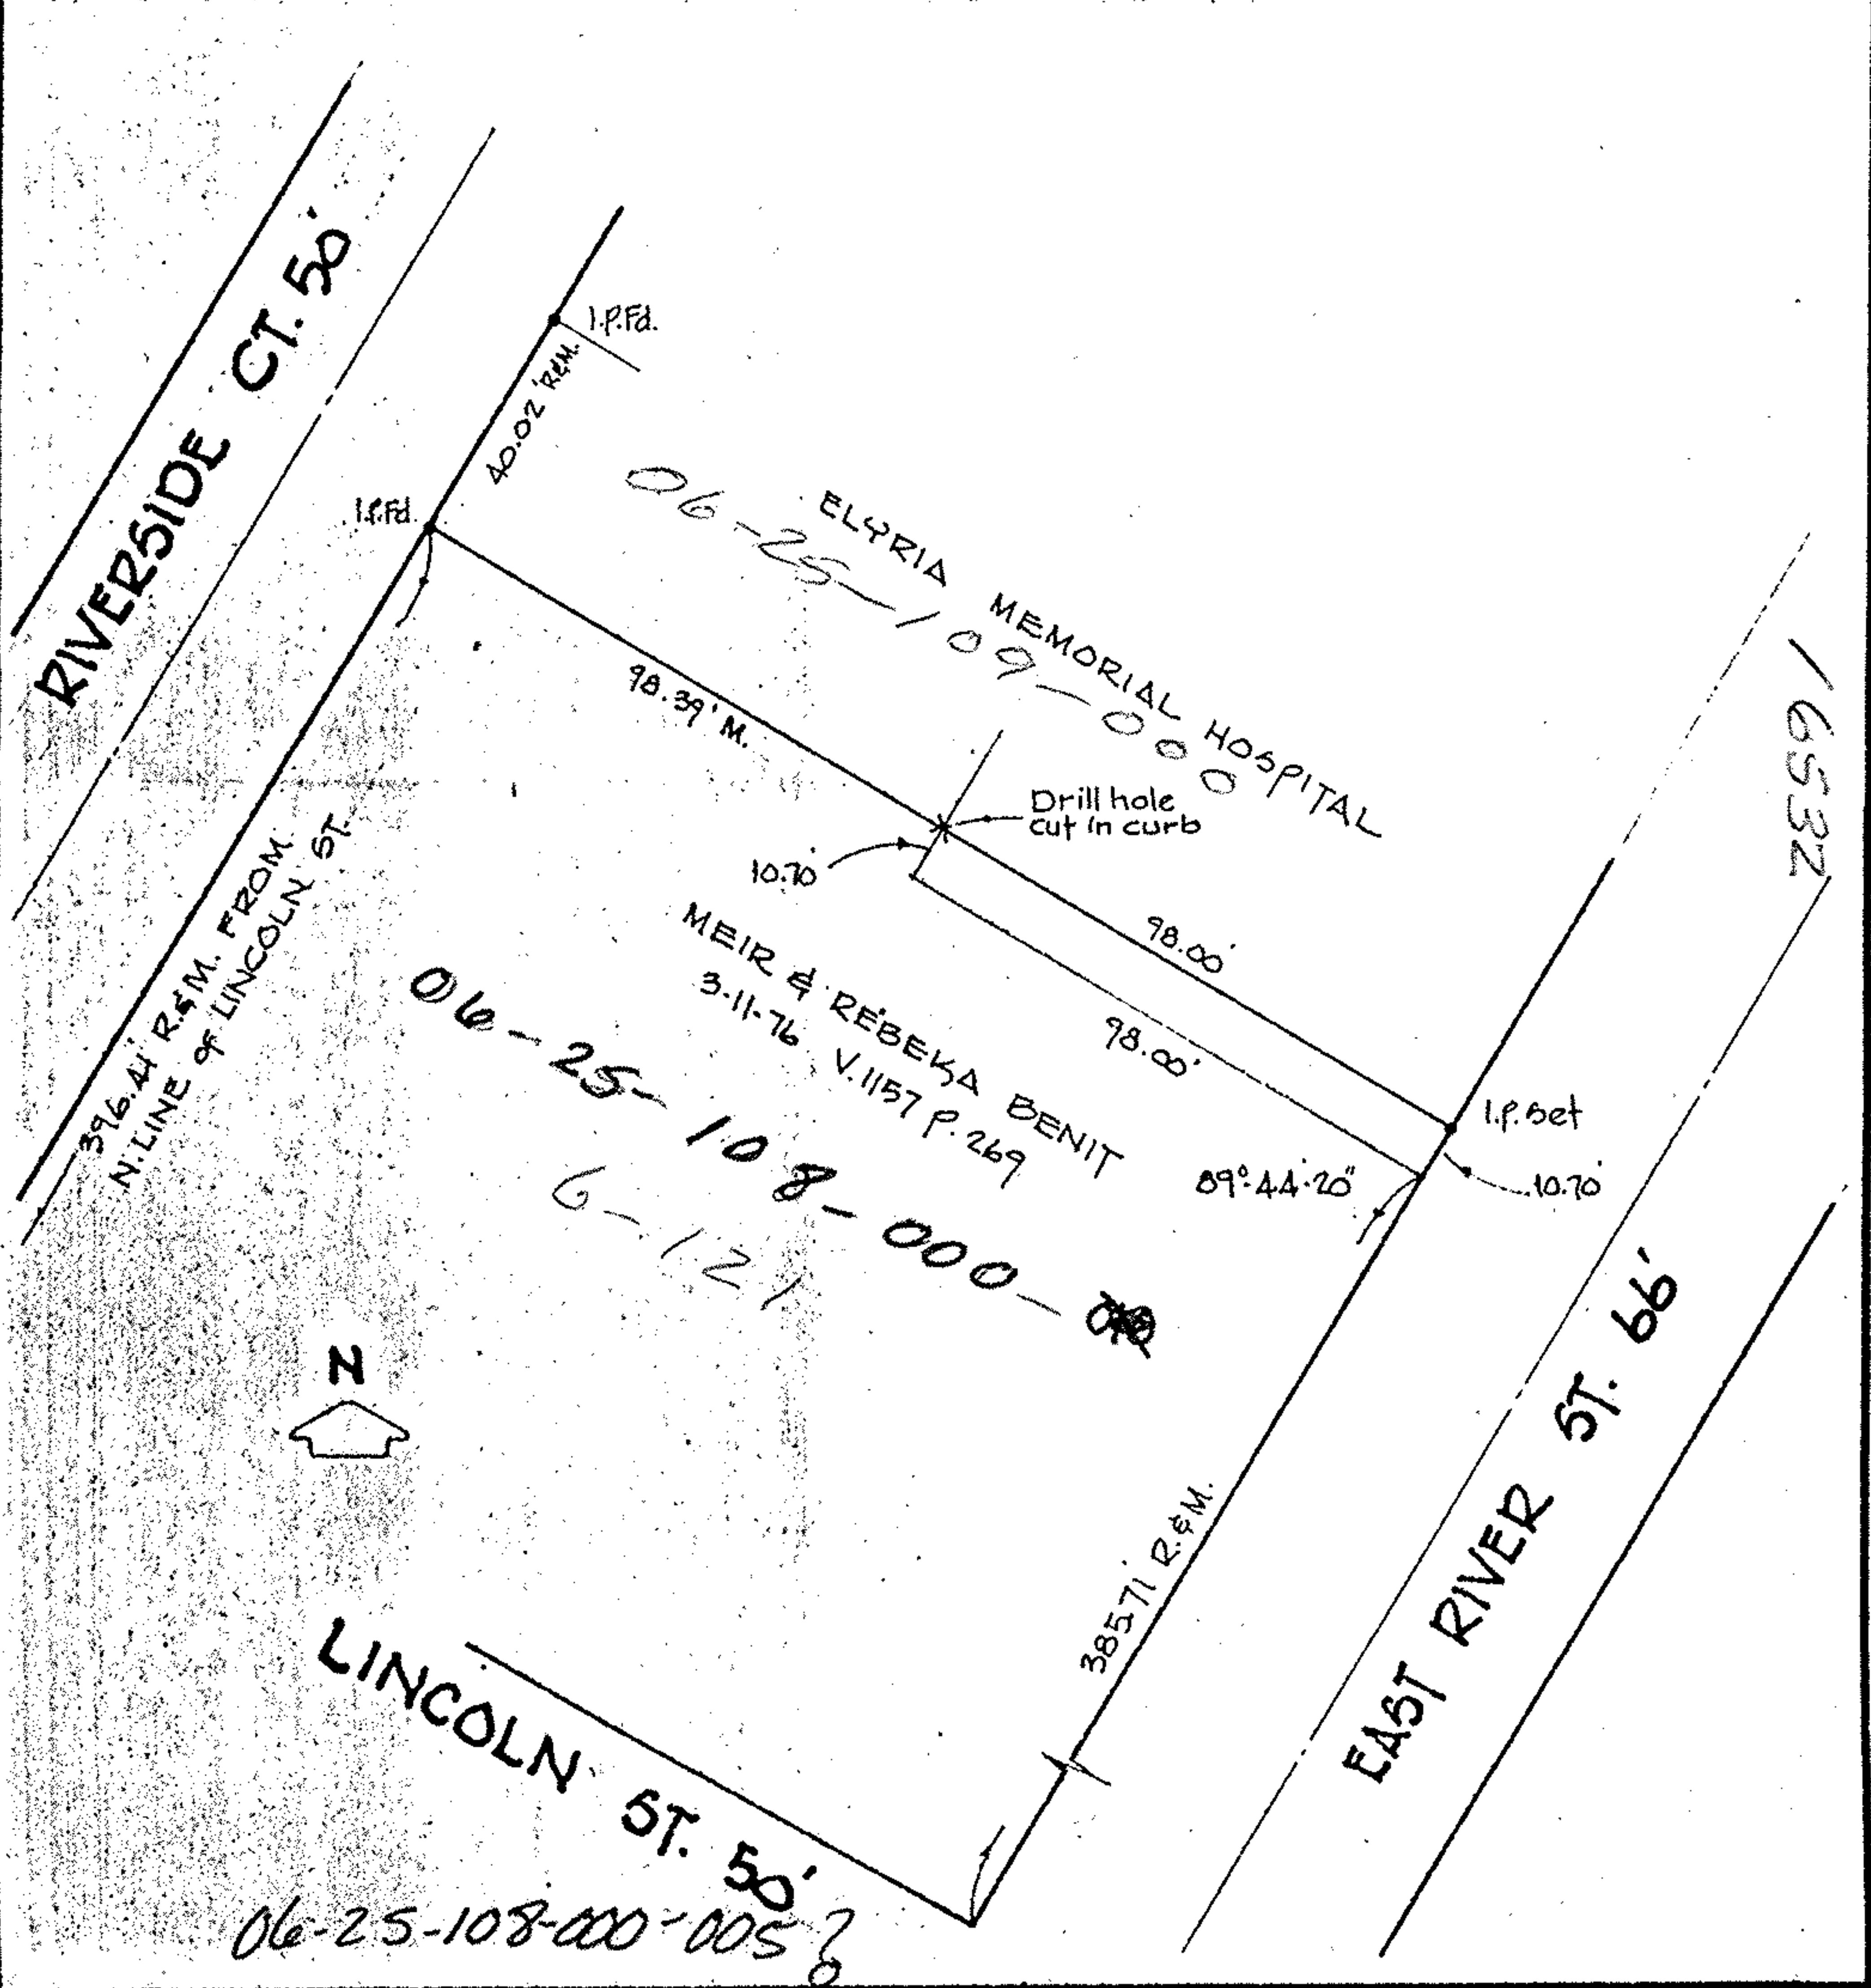 RIVERSIDE CT. 50'
I.P.Fd.
40.02' R&M.
I.P.Fd.
ELYRIA MEMORIAL HOSPITAL
06-25-109-000
98.39' M.
16532
Drill hole
cut in curb
10.70'
98.00'
98.00'
MEIR & REBEKA BENIT
3-11-76 V.1157 P.269
396.41' R.&M. FROM
N. LINE OF LINCOLN ST.
06-25-108-000-
I.P. Set
89°44'20"
10.70'
N
385.71' R.&M.
EAST RIVER ST. 66'
LINCOLN ST. 50'
06-25-108-000-005?